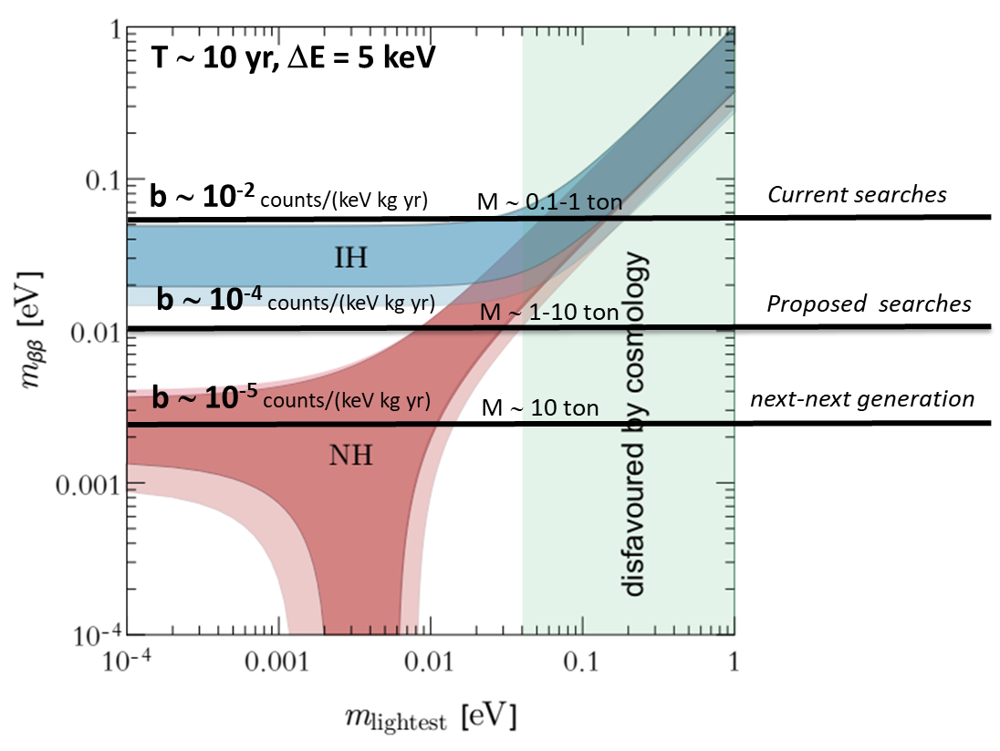 1
T ~ 10 yr, ΔE = 5 keV
0.1
b ~ 10⁻² counts/(keV kg yr)
M ~ 0.1-1 ton
Current searches
IH
b ~ 10⁻⁴ counts/(keV kg yr)
M ~ 1-10 ton
Proposed searches
0.01
mββ [eV]
b ~ 10⁻⁵ counts/(keV kg yr)
M ~ 10 ton
next-next generation
NH
0.001
disfavoured by cosmology
10⁻⁴
10⁻⁴ 0.001 0.01 0.1 1
mlightest [eV]